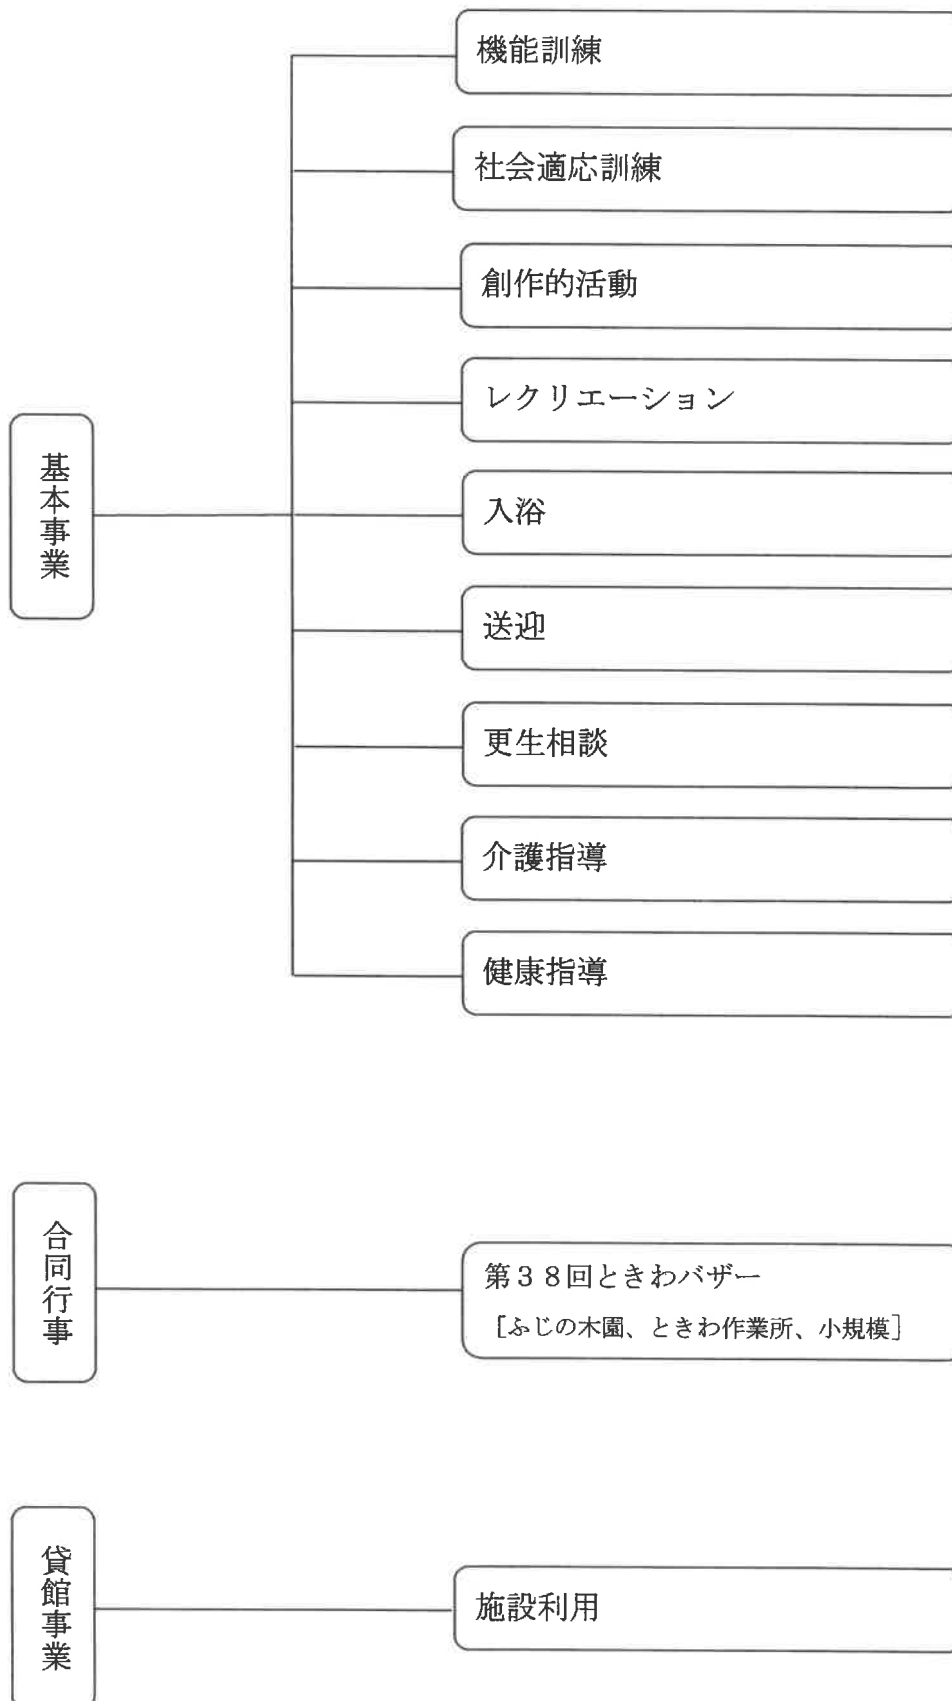 基本事業
機能訓練
社会適応訓練
創作的活動
レクリエーション
入浴
送迎
更生相談
介護指導
健康指導
合同行事
第３８回ときわバザー
［ふじの木園、ときわ作業所、小規模］
貸館事業
施設利用